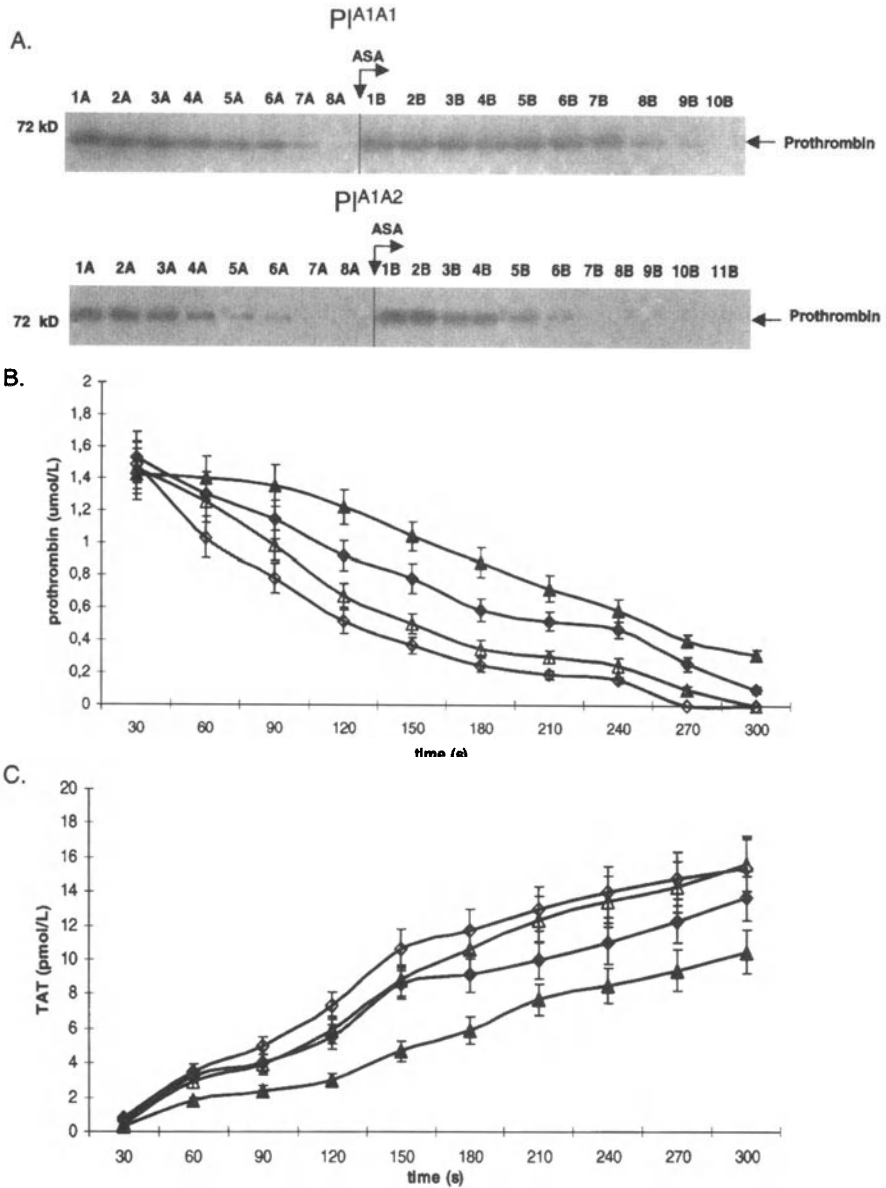 A.
Pl^A1A1
ASA
1A 2A 3A 4A 5A 6A 7A 8A 1B 2B 3B 4B 5B 6B 7B 8B 9B 10B
72 kD
Prothrombin
Pl^A1A2
ASA
1A 2A 3A 4A 5A 6A 7A 8A 1B 2B 3B 4B 5B 6B 7B 8B 9B 10B 11B
72 kD
Prothrombin
B.
prothrombin (umol/L)
2
1,8
1,6
1,4
1,2
1
0,8
0,6
0,4
0,2
0
30 60 90 120 150 180 210 240 270 300
time (s)
C.
TAT (pmol/L)
20
18
16
14
12
10
8
6
4
2
0
30 60 90 120 150 180 210 240 270 300
time (s)